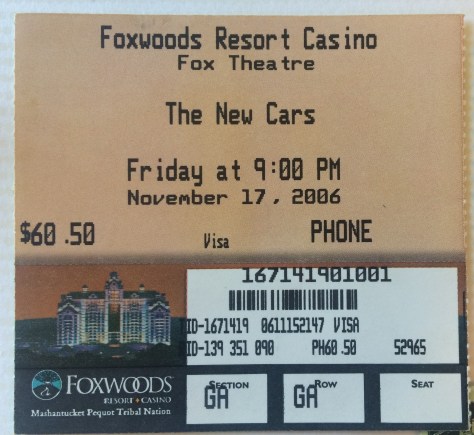 Foxwoods Resort Casino
Fox Theatre
The New Cars
Friday at 9:00 PM
November 17, 2006
$60.50 Visa PHONE
167141901001
ID-1671419 0611152147 VISA
ID-139 351 090 PH60.50 52965
FOXWOODS
RESORT • CASINO
Mashantucket Pequot Tribal Nation
SECTION ROW SEAT
GA GA